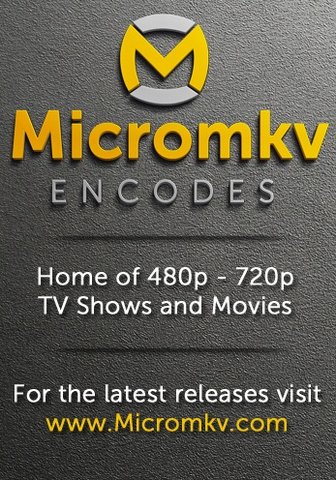 M
Micromkv
ENCODES
Home of 480p - 720p
TV Shows and Movies
For the latest releases visit
www.Micromkv.com